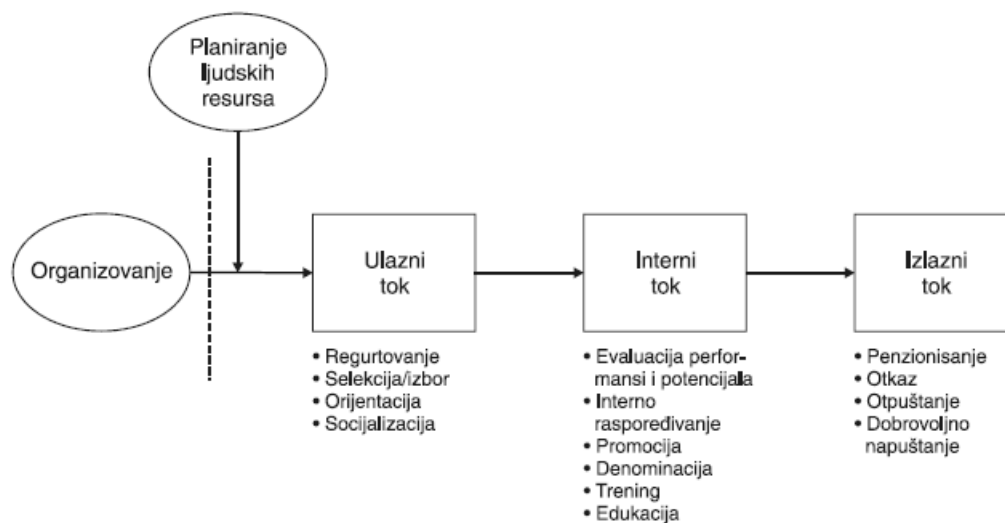 Planiranje
ljudskih
resursa
Organizovanje
Ulazni
tok
Interni
tok
Izlazni
tok
• Regurtovanje
• Selekcija/izbor
• Orijentacija
• Socijalizacija
• Evaluacija perfor-
mansi i potencijala
• Interno
raspoređivanje
• Promocija
• Denominacija
• Trening
• Edukacija
• Penzionisanje
• Otkaz
• Otpuštanje
• Dobrovoljno
napuštanje